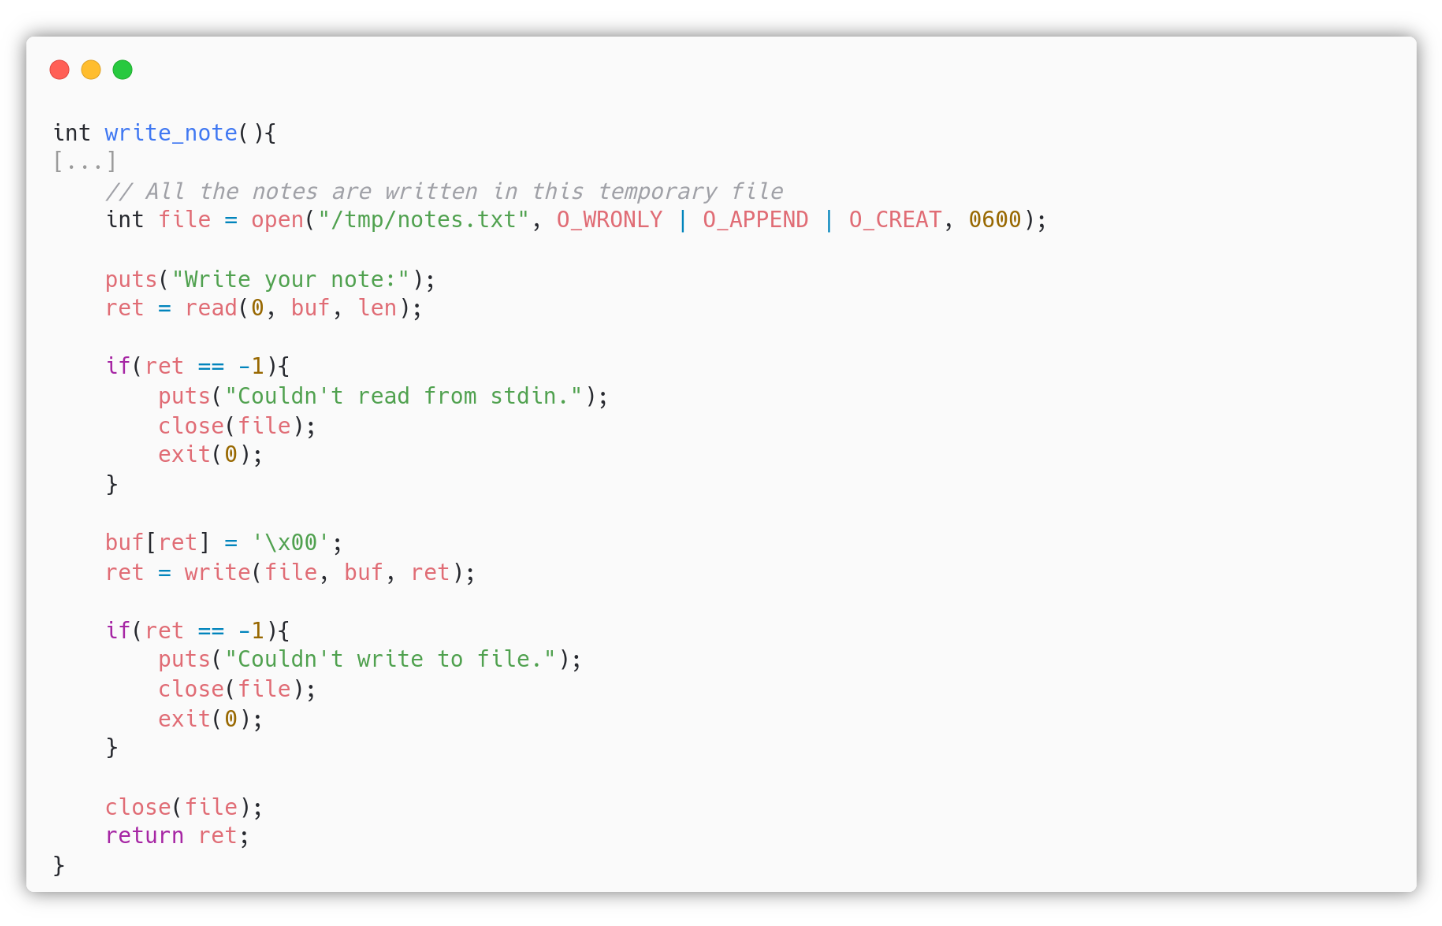 int write_note(){
[...]
    // All the notes are written in this temporary file
    int file = open("/tmp/notes.txt", O_WRONLY | O_APPEND | O_CREAT, 0600);

    puts("Write your note:");
    ret = read(0, buf, len);

    if(ret == -1){
        puts("Couldn't read from stdin.");
        close(file);
        exit(0);
    }

    buf[ret] = '\x00';
    ret = write(file, buf, ret);

    if(ret == -1){
        puts("Couldn't write to file.");
        close(file);
        exit(0);
    }

    close(file);
    return ret;
}